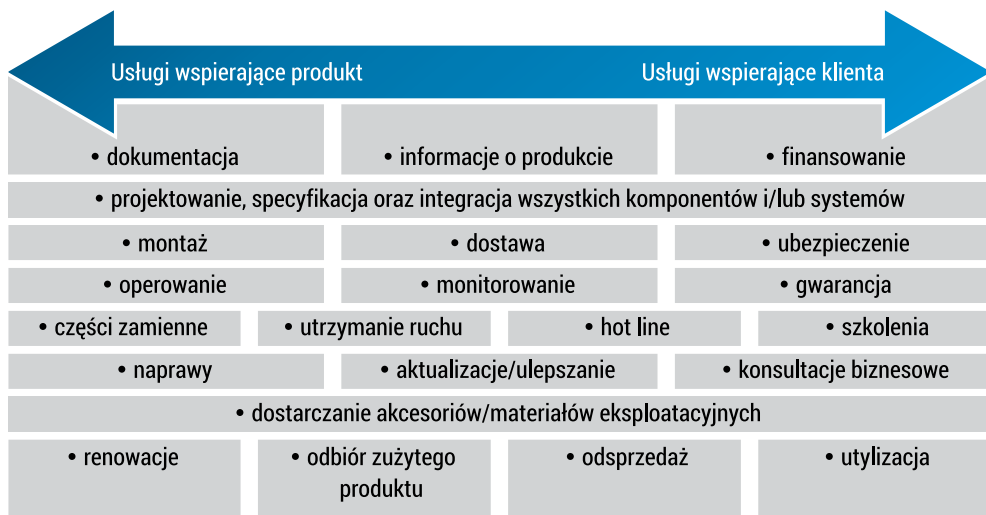 Usługi wspierające produkt
Usługi wspierające klienta
• dokumentacja
• informacje o produkcie
• finansowanie
• projektowanie, specyfikacja oraz integracja wszystkich komponentów i/lub systemów
• montaż
• dostawa
• ubezpieczenie
• operowanie
• monitorowanie
• gwarancja
• części zamienne
• utrzymanie ruchu
• hot line
• szkolenia
• naprawy
• aktualizacje/ulepszanie
• konsultacje biznesowe
• dostarczanie akcesoriów/materiałów eksploatacyjnych
• renowacje
• odbiór zużytego
produktu
• odsprzedaż
• utylizacja